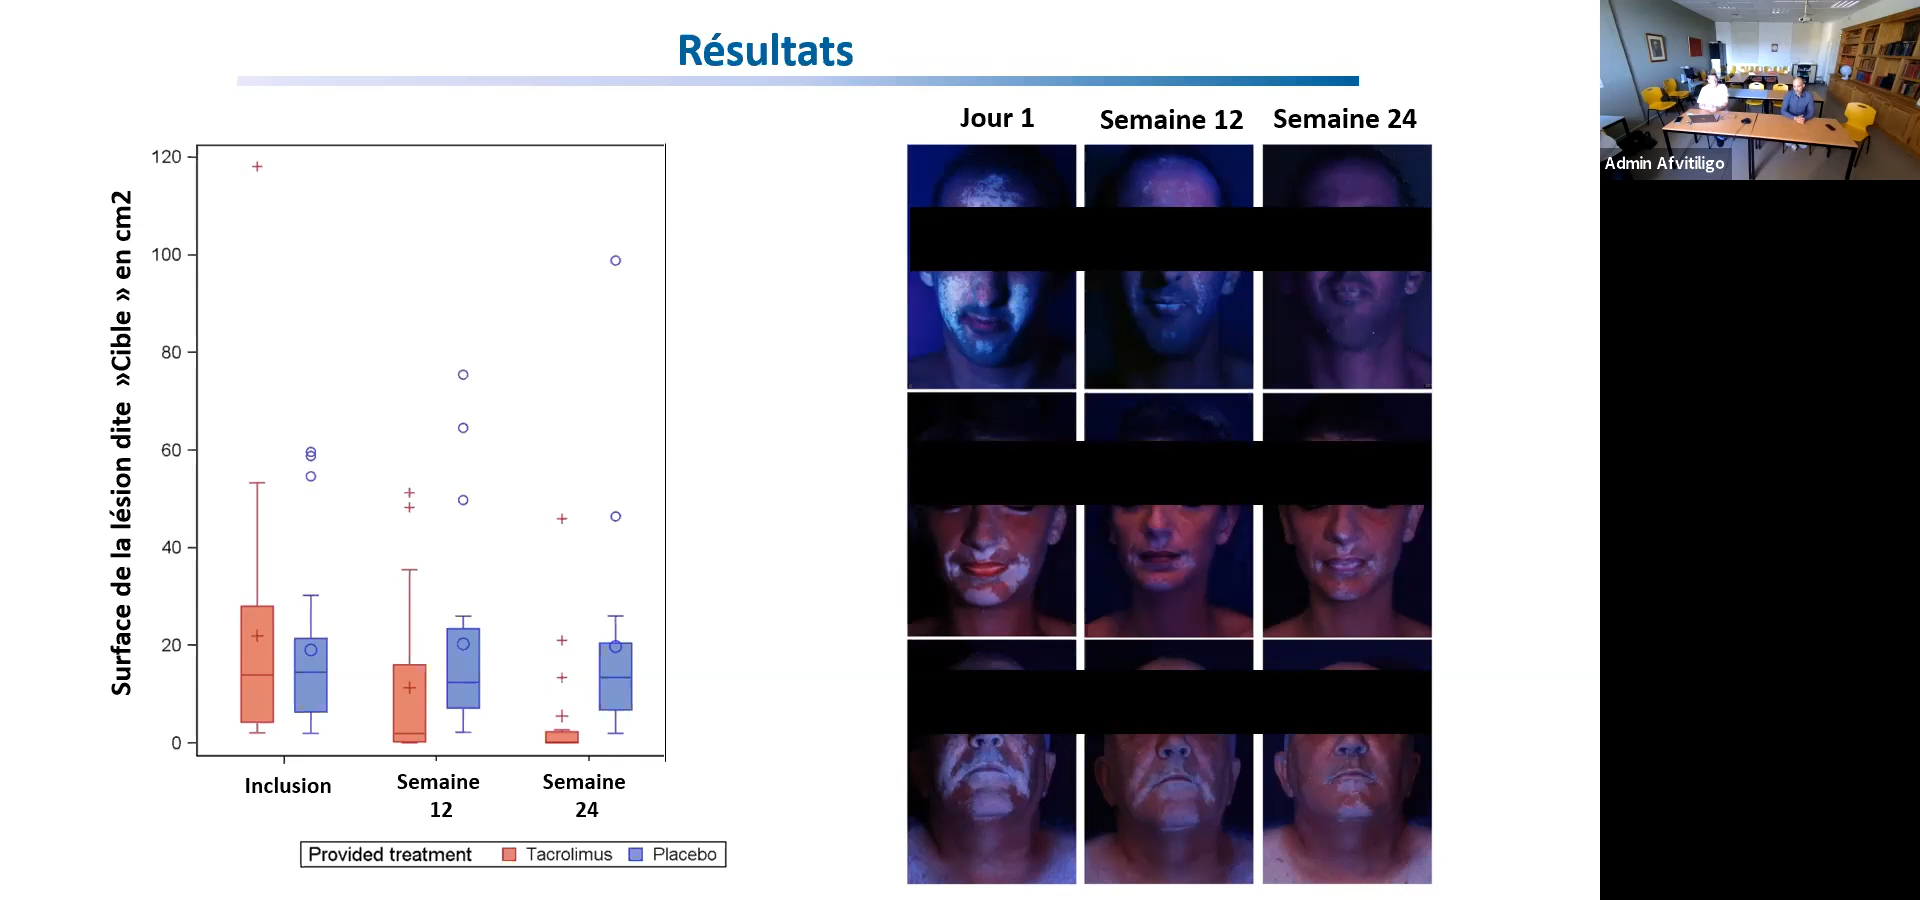 Résultats
Jour 1
Semaine 12
Semaine 24
Admin Afvitiligo
Surface de la lésion dite »Cible » en cm2
120
100
80
60
40
20
0
Inclusion
Semaine
12
Semaine
24
Provided treatment Tacrolimus Placebo